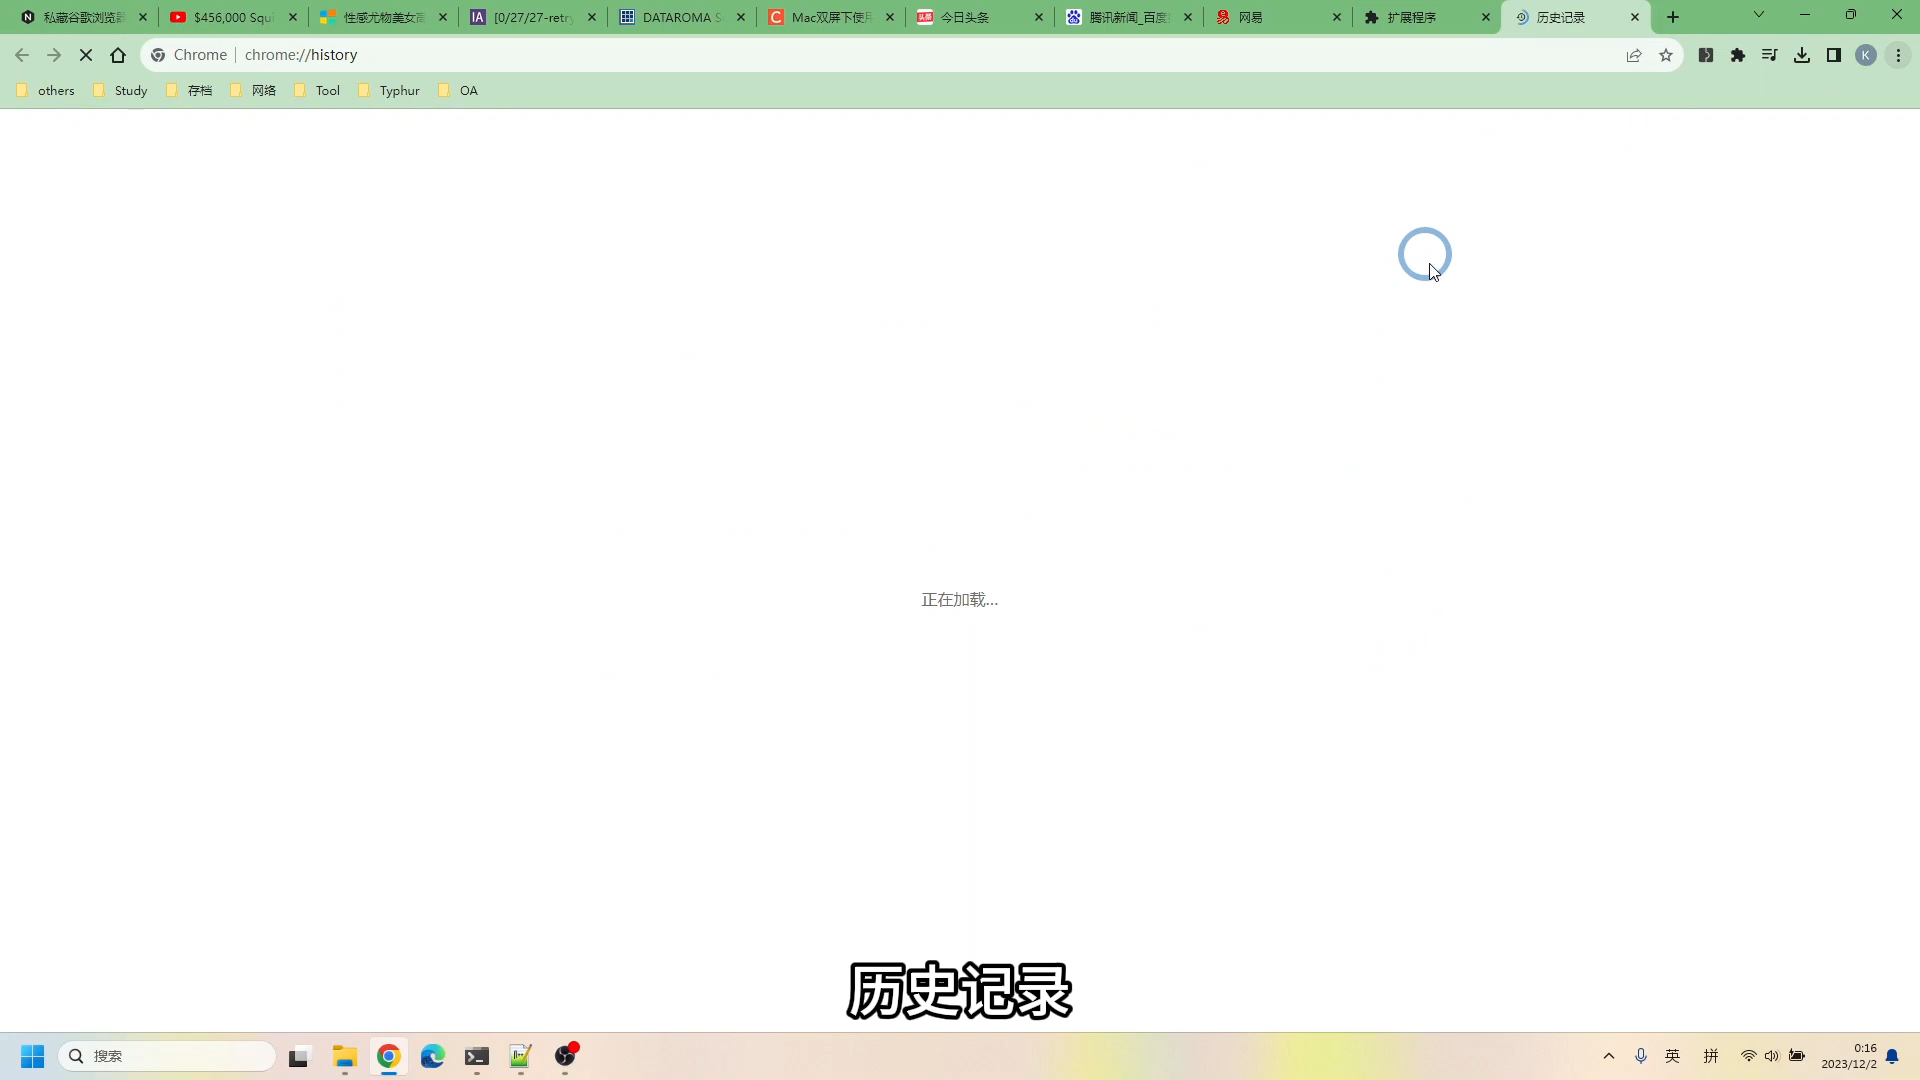 私藏谷歌浏览器
$456,000 Squi
性感尤物美女高
[0/27/27-retry
DATAROMA S
Mac双屏下使用
今日头条
腾讯新闻_百度
网易
扩展程序
历史记录
Chrome
chrome://history
K
others
Study
存档
网络
Tool
Typhur
OA
正在加载...
历史记录
搜索
英
拼
0:16
2023/12/2